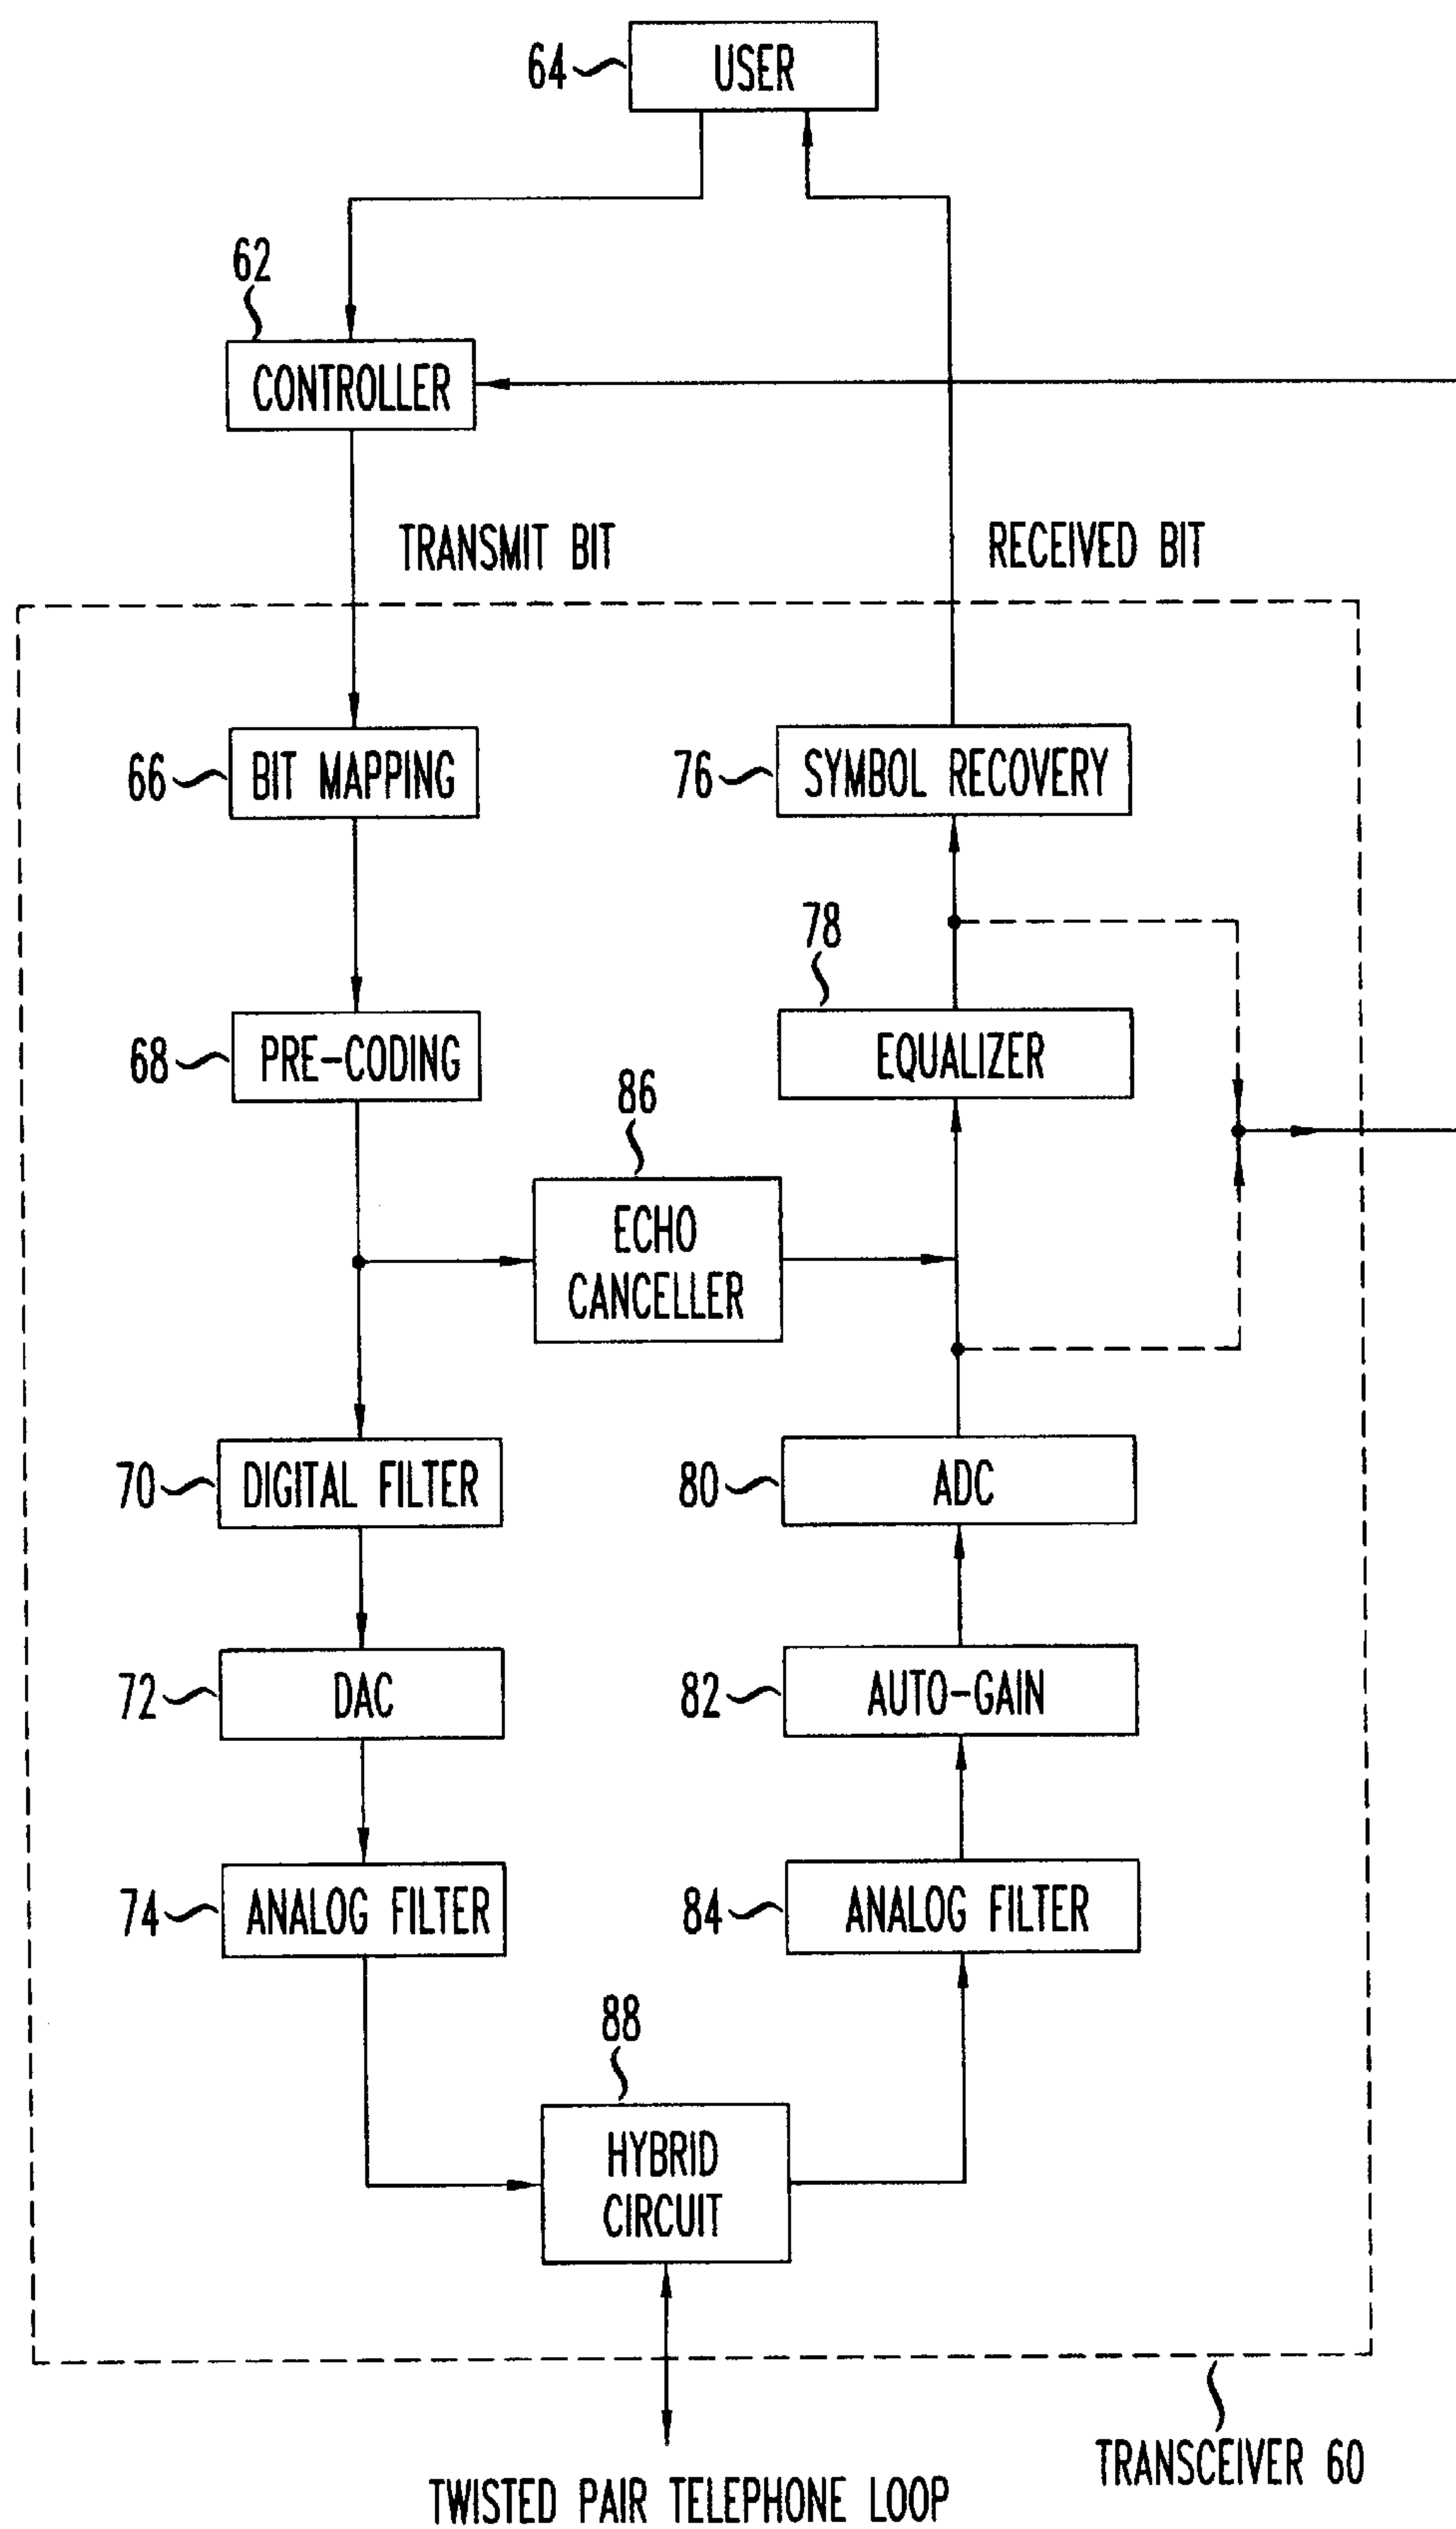 64 USER
62
CONTROLLER
TRANSMIT BIT
RECEIVED BIT
66 BIT MAPPING
76 SYMBOL RECOVERY
78
68 PRE-CODING
EQUALIZER
86
ECHO
CANCELLER
70 DIGITAL FILTER
80 ADC
72 DAC
82 AUTO-GAIN
74 ANALOG FILTER
84 ANALOG FILTER
88
HYBRID
CIRCUIT
TRANSCEIVER 60
TWISTED PAIR TELEPHONE LOOP